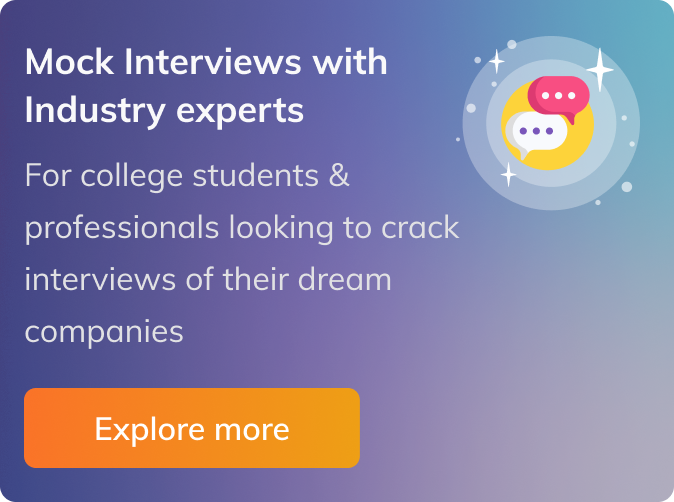 Mock Interviews with
Industry experts
For college students &
professionals looking to crack
interviews of their dream
companies
Explore more